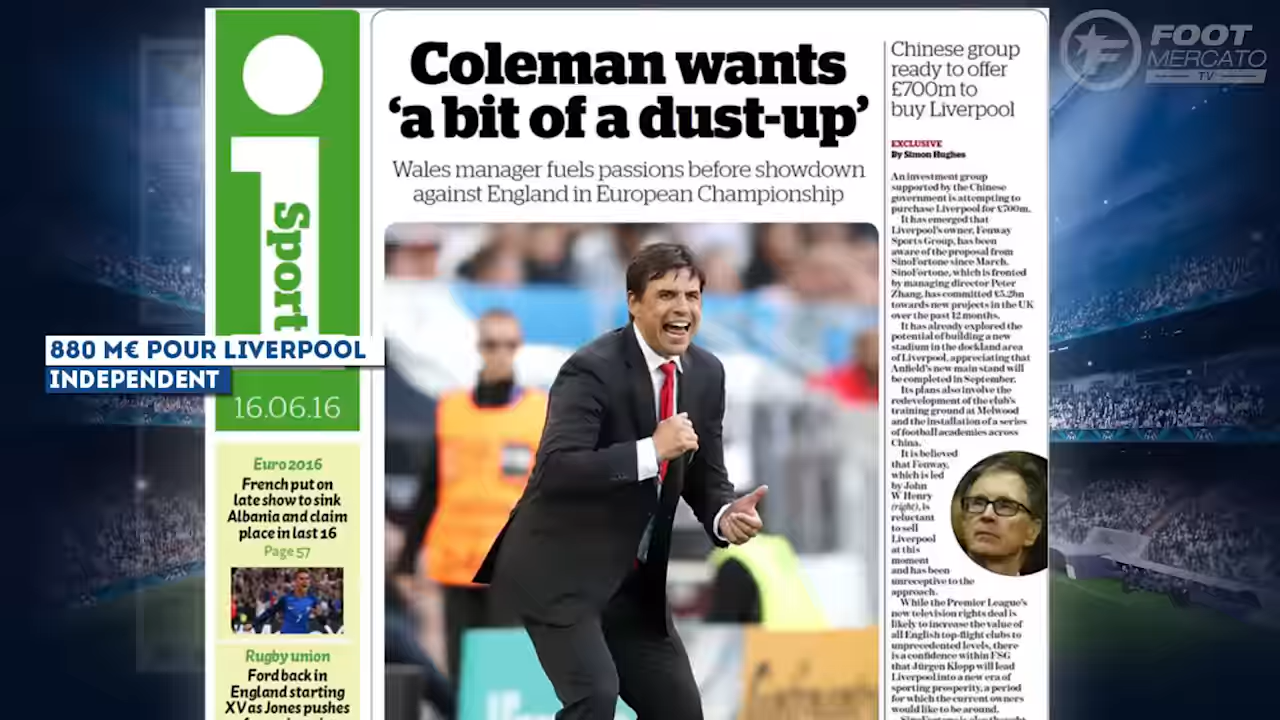 FOOT
MERCATO
TV
i
Sport
16.06.16
880 M€ POUR LIVERPOOL
INDEPENDENT
Euro 2016
French put on
late show to sink
Albania and claim
place in last 16
Page 57
Rugby union
Ford back in
England starting
XV as Jones pushes
Coleman wants
‘a bit of a dust-up’
Wales manager fuels passions before showdown
against England in European Championship
Chinese group
ready to offer
£700m to
buy Liverpool
EXCLUSIVE
By Simon Hughes
An investment group
supported by the Chinese
government is attempting to
purchase Liverpool for £700m.
It has emerged that
Liverpool's owner, Fenway
Sports Group, has been
aware of the proposal from
SinoFortone since March.
SinoFortone, which is fronted
by managing director Peter
Zhang, has committed £5.2bn
towards new projects in the UK
over the past 12 months.
It has already explored the
potential of building a new
stadium in the dockland area
of Liverpool, appreciating that
Anfield's new main stand will
be completed in September.
Its plans also involve the
redevelopment of the club's
training ground at Melwood
and the installation of a series
of football academies across
China.
It is believed
that Fenway,
which is led
by John
W Henry
(right), is
reluctant
to sell
Liverpool
at this
moment
and has been
unreceptive to the
approach.
While the Premier League's
new television rights deal is
likely to increase the value of
all English top-flight clubs to
unprecedented levels, there
is a confidence within FSG
that Jürgen Klopp will lead
Liverpool into a new era of
sporting prosperity, a period
for which the current owners
would like to be around.